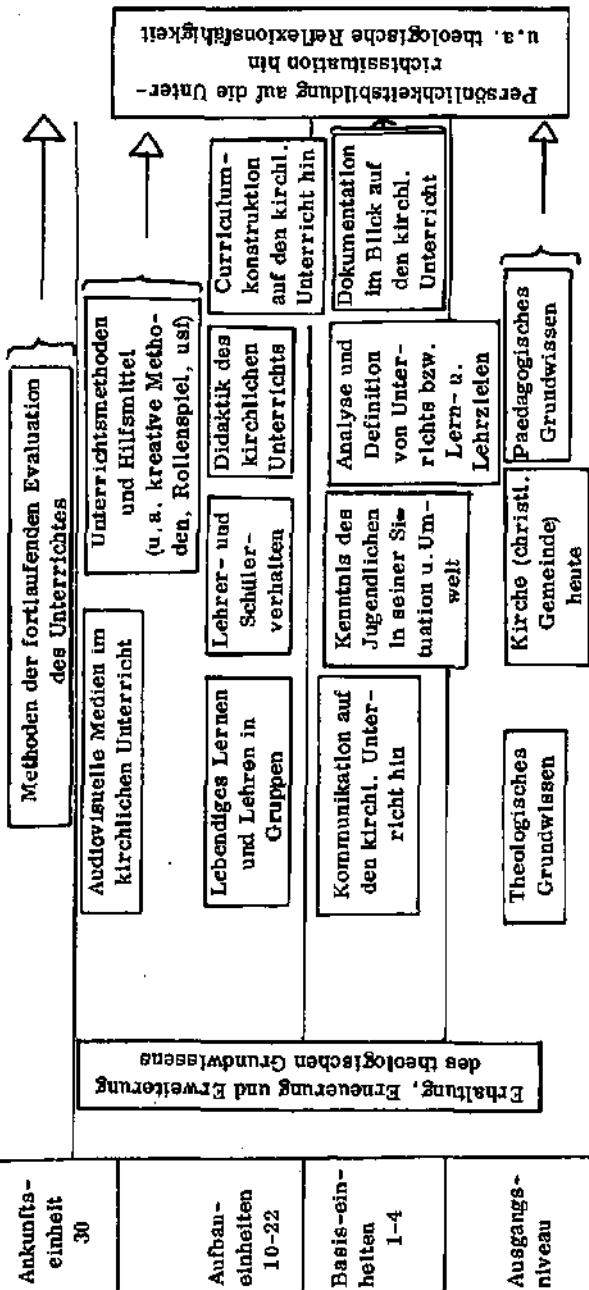 Ankunfts-
einheit
30
Methoden der fortlaufenden Evaluation
des Unterrichtes
Aufbau-
einheiten
10-22
Audiovisuelle Medien im
kirchlichen Unterricht
Unterrichtsmethoden
und Hilfsmittel
(u.a. kreative Metho-
den, Rollenspiel, usf)
Lebendiges Lernen
und Lehren in
Gruppen
Lehrer- und
Schüler-
verhalten
Didaktik des
kirchlichen
Unterrichts
Curriculum-
konstruktion
auf den kirchl.
Unterricht hin
Basis-ein-
heiten
1-4
Kommunikation auf
den kirchl. Unter-
richt hin
Kenntnis des
Jugendlichen
in seiner Si-
tuation u. Um-
welt
Analyse und
Definition
von Unter-
richts bzw.
Lern- u.
Lehrzielen
Dokumentation
im Blick auf
den kirchl.
Unterricht
Ausgangs-
niveau
Theologisches
Grundwissen
Kirche (christl.
Gemeinde)
heute
Paedagogisches
Grundwissen
Erhaltung, Erneuerung und Erweiterung
des theologischen Grundwissens
Persönlichkeitsbildung auf die Unter-
richtssituation hin
u.a. theologische Reflexionsfähigkeit